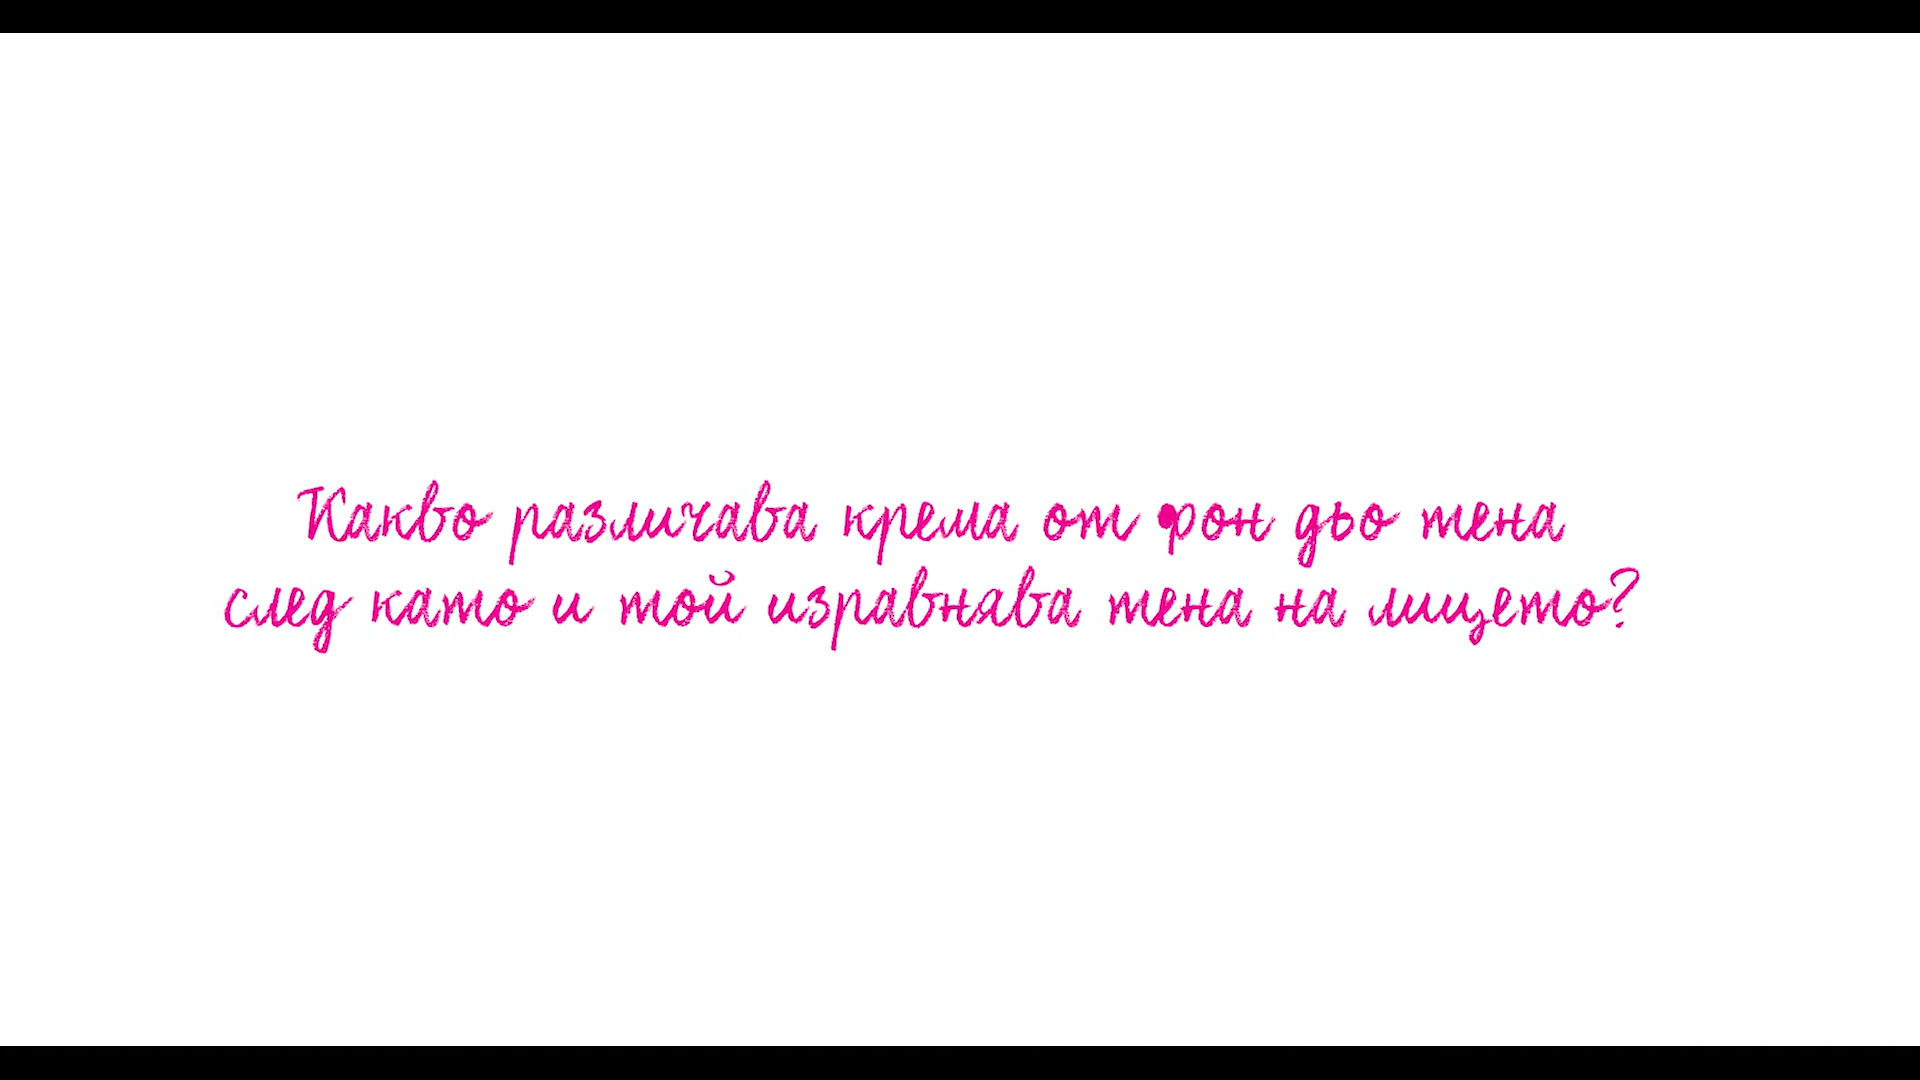 Какво различава крема от фон дьо тена
след като и той изравнява тена на лицето?